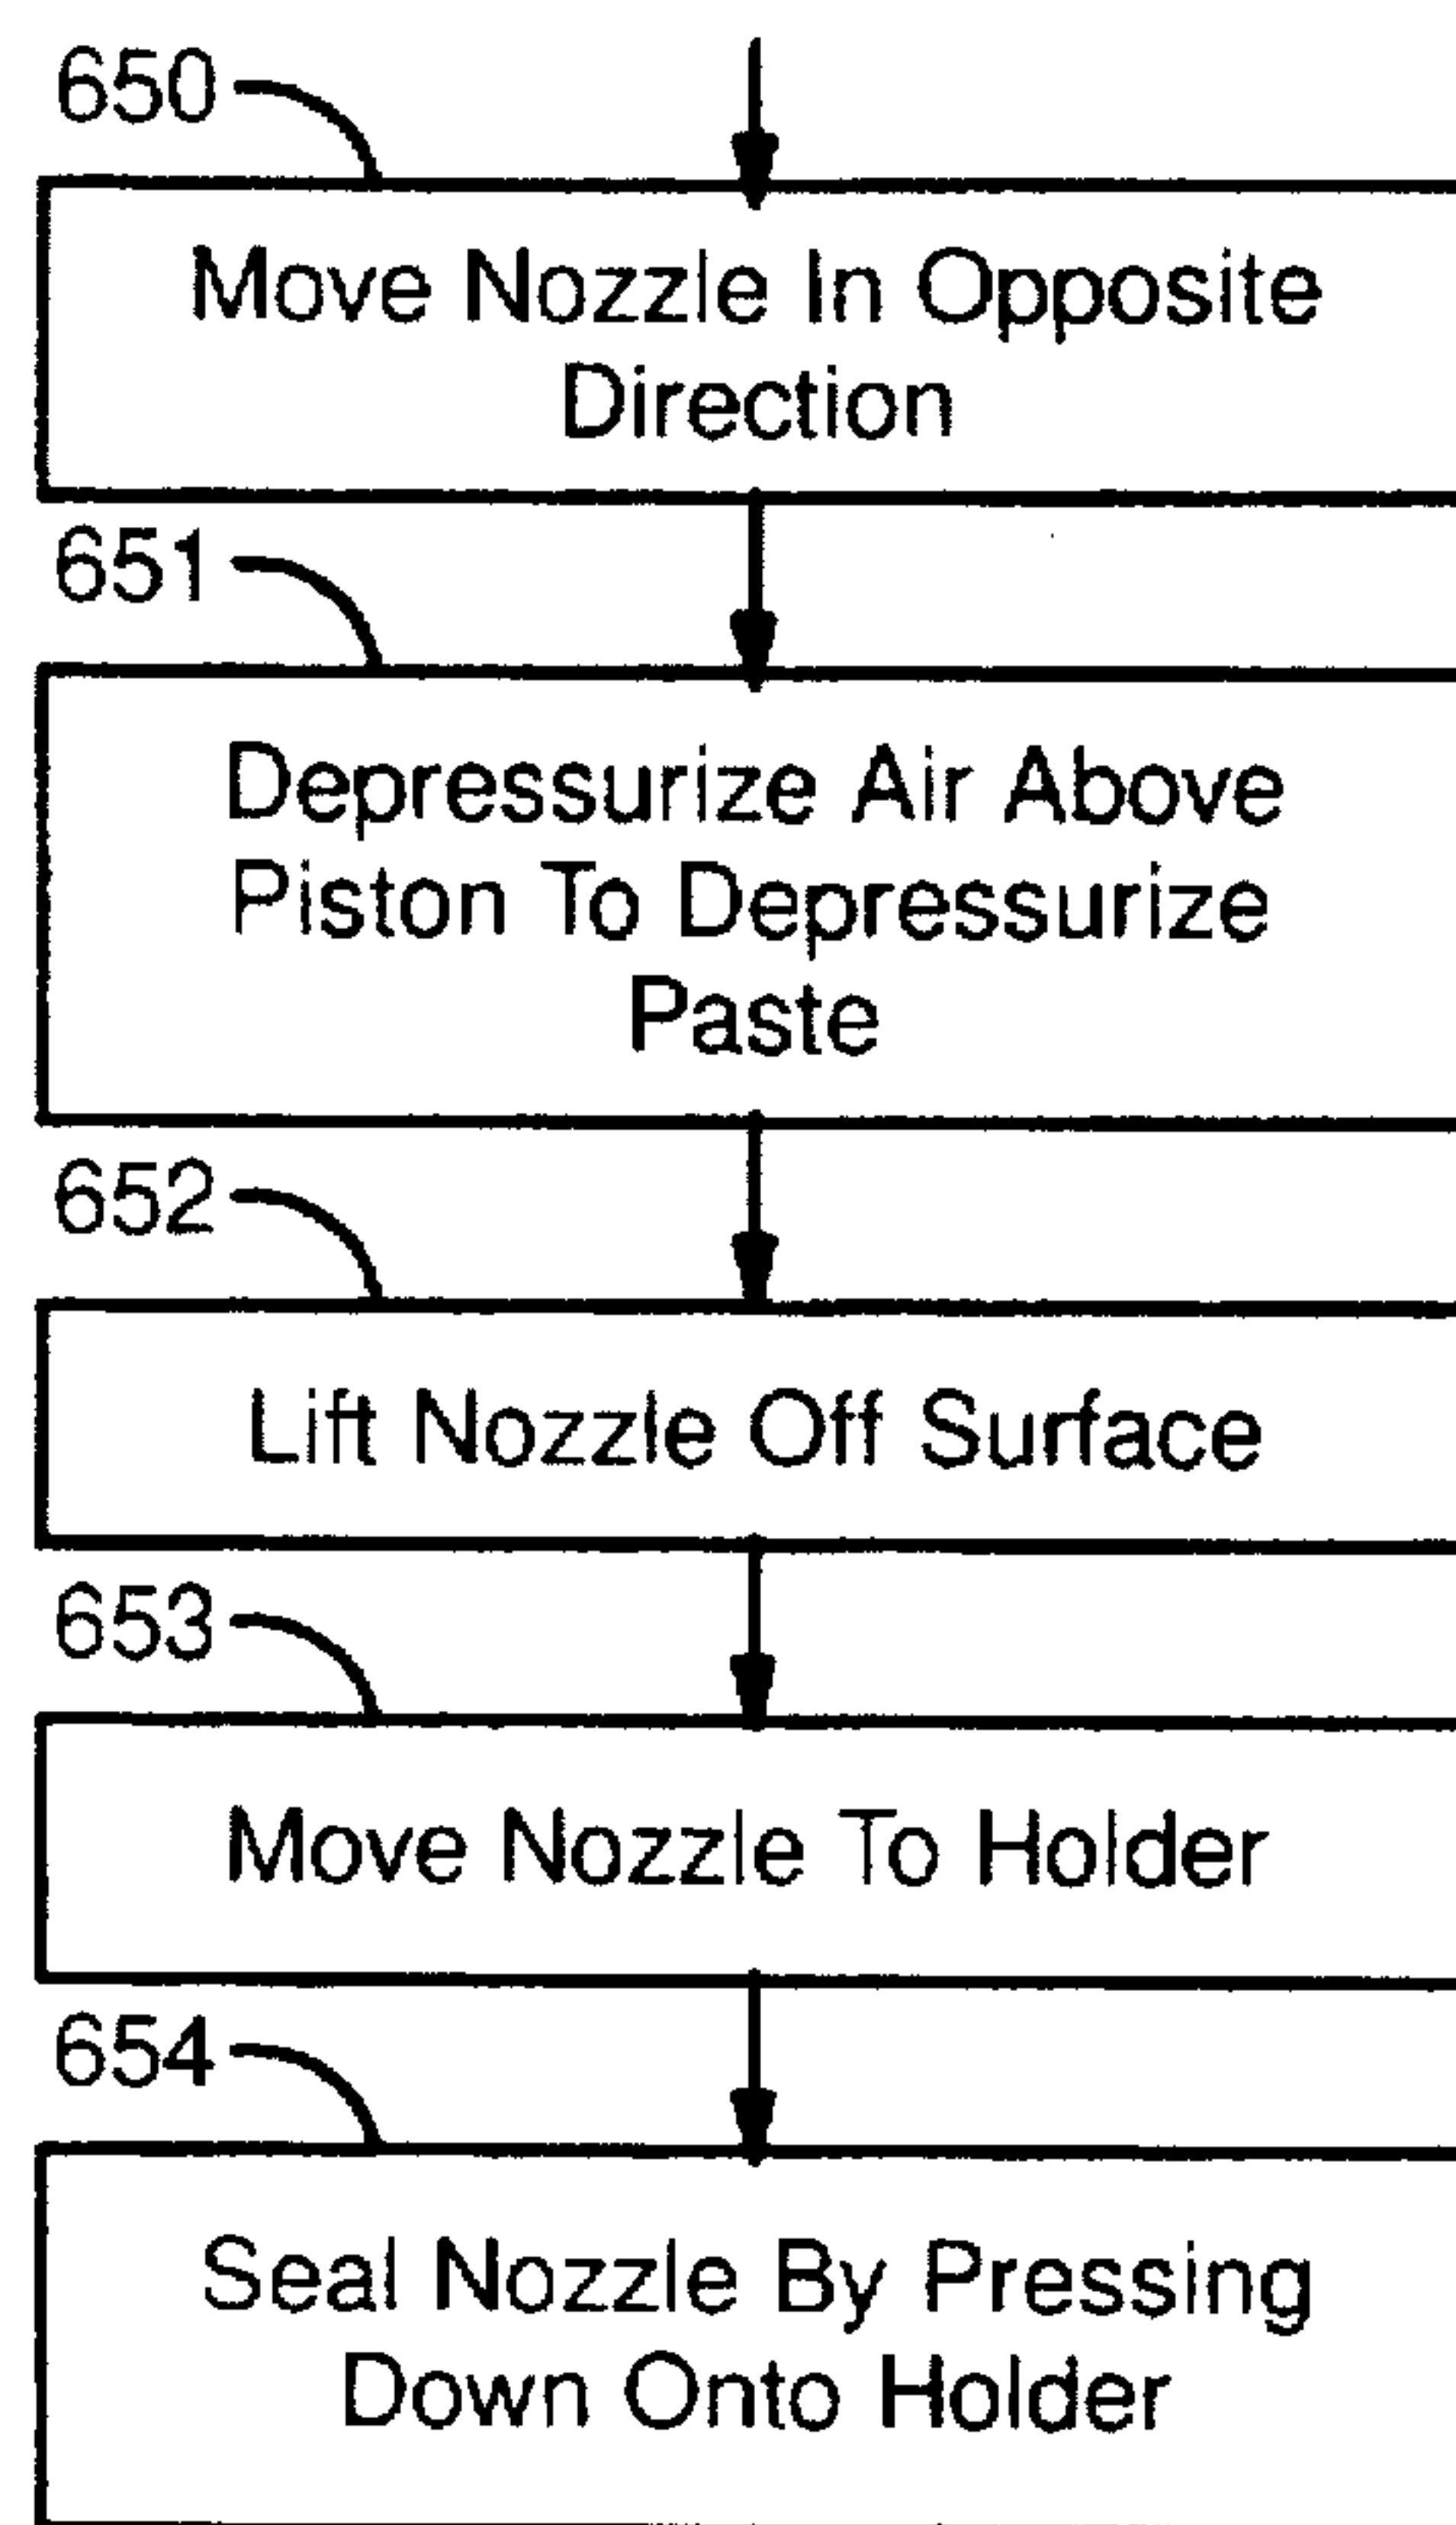 650
Move Nozzle In Opposite
Direction
651
Depressurize Air Above
Piston To Depressurize
Paste
652
Lift Nozzle Off Surface
653
Move Nozzle To Holder
654
Seal Nozzle By Pressing
Down Onto Holder